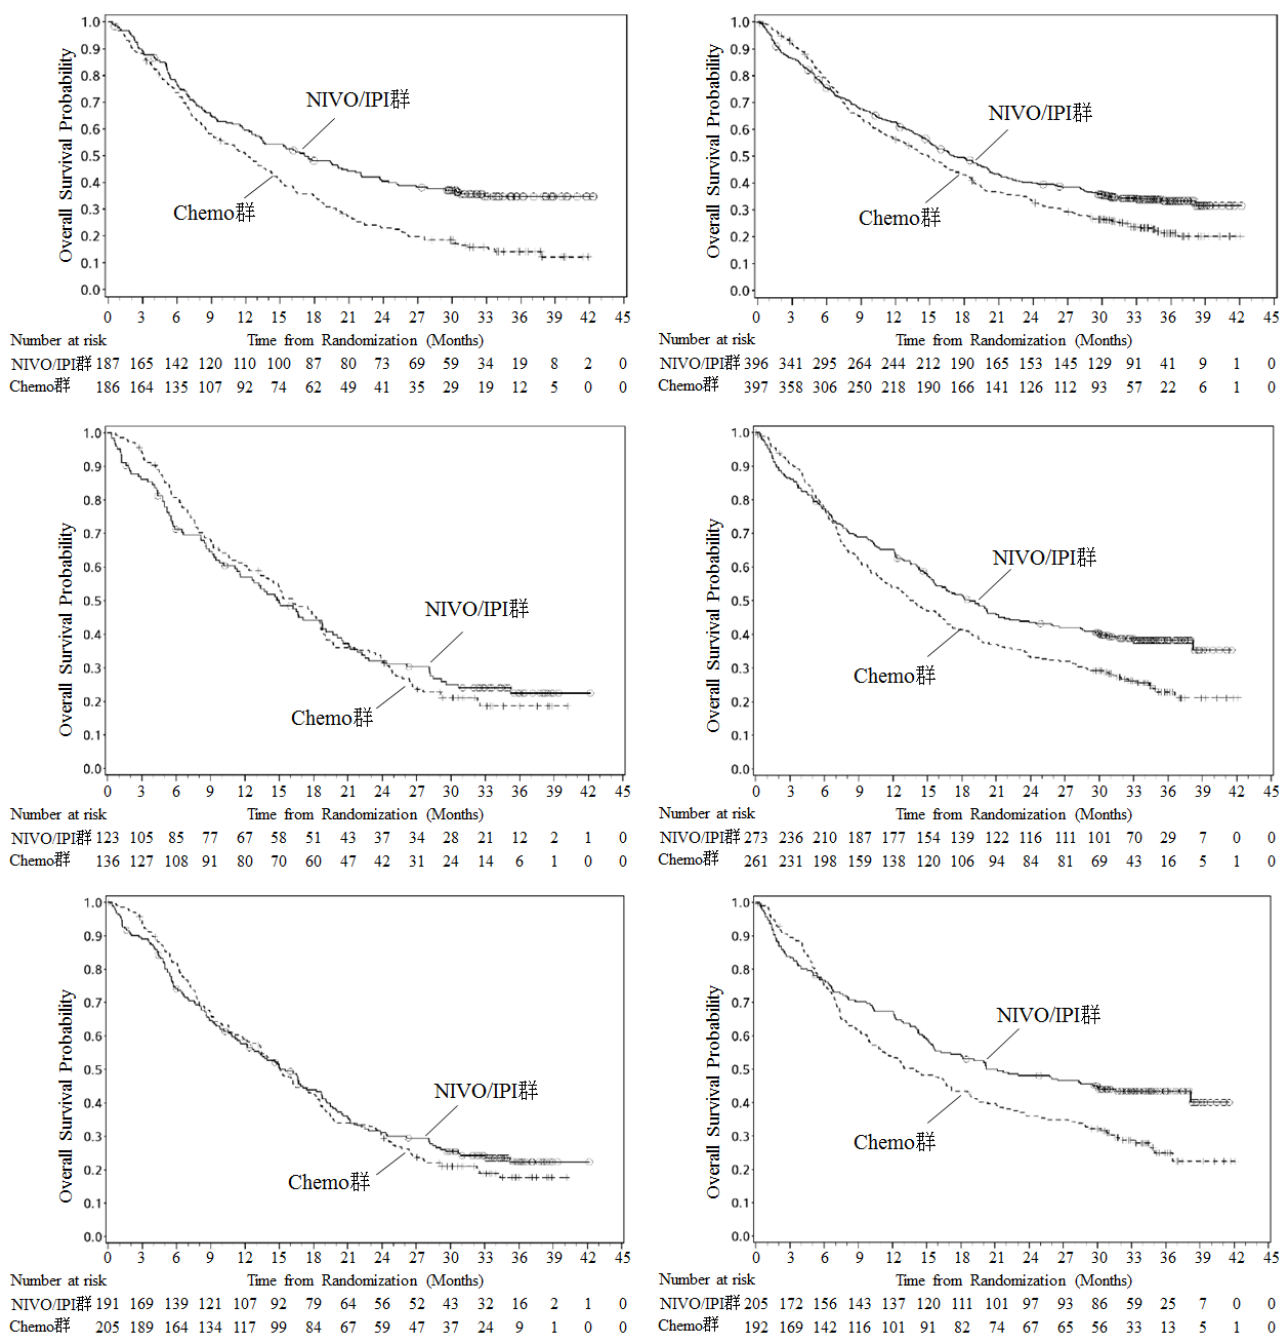 1.0
0.9
0.8
0.7
0.6
0.5
0.4
0.3
0.2
0.1
0.0
Overall Survival Probability
NIVO/IPI群
Chemo群
0 3 6 9 12 15 18 21 24 27 30 33 36 39 42 45
Number at risk Time from Randomization (Months)
NIVO/IPI群 187 165 142 120 110 100 87 80 73 69 59 34 19 8 2 0
Chemo群 186 164 135 107 92 74 62 49 41 35 29 19 12 5 0 0
1.0
0.9
0.8
0.7
0.6
0.5
0.4
0.3
0.2
0.1
0.0
Overall Survival Probability
NIVO/IPI群
Chemo群
0 3 6 9 12 15 18 21 24 27 30 33 36 39 42 45
Number at risk Time from Randomization (Months)
NIVO/IPI群 396 341 295 264 244 212 190 165 153 145 129 91 41 9 1 0
Chemo群 397 358 306 250 218 190 166 141 126 112 93 57 22 6 1 0
1.0
0.9
0.8
0.7
0.6
0.5
0.4
0.3
0.2
0.1
0.0
Overall Survival Probability
NIVO/IPI群
Chemo群
0 3 6 9 12 15 18 21 24 27 30 33 36 39 42 45
Number at risk Time from Randomization (Months)
NIVO/IPI群 123 105 85 77 67 58 51 43 37 34 28 21 12 2 1 0
Chemo群 136 127 108 91 80 70 60 47 42 31 24 14 6 1 0 0
1.0
0.9
0.8
0.7
0.6
0.5
0.4
0.3
0.2
0.1
0.0
Overall Survival Probability
NIVO/IPI群
Chemo群
0 3 6 9 12 15 18 21 24 27 30 33 36 39 42 45
Number at risk Time from Randomization (Months)
NIVO/IPI群 273 236 210 187 177 154 139 122 116 111 101 70 29 7 0 0
Chemo群 261 231 198 159 138 120 106 94 84 81 69 43 16 5 1 0
1.0
0.9
0.8
0.7
0.6
0.5
0.4
0.3
0.2
0.1
0.0
Overall Survival Probability
NIVO/IPI群
Chemo群
0 3 6 9 12 15 18 21 24 27 30 33 36 39 42 45
Number at risk Time from Randomization (Months)
NIVO/IPI群 191 169 139 121 107 92 79 64 56 52 43 32 16 2 1 0
Chemo群 205 189 164 134 117 99 84 67 59 47 37 24 9 1 0 0
1.0
0.9
0.8
0.7
0.6
0.5
0.4
0.3
0.2
0.1
0.0
Overall Survival Probability
NIVO/IPI群
Chemo群
0 3 6 9 12 15 18 21 24 27 30 33 36 39 42 45
Number at risk Time from Randomization (Months)
NIVO/IPI群 205 172 156 143 137 120 111 101 97 93 86 59 25 7 0 0
Chemo群 192 169 142 116 101 91 82 74 67 65 56 33 13 5 1 0